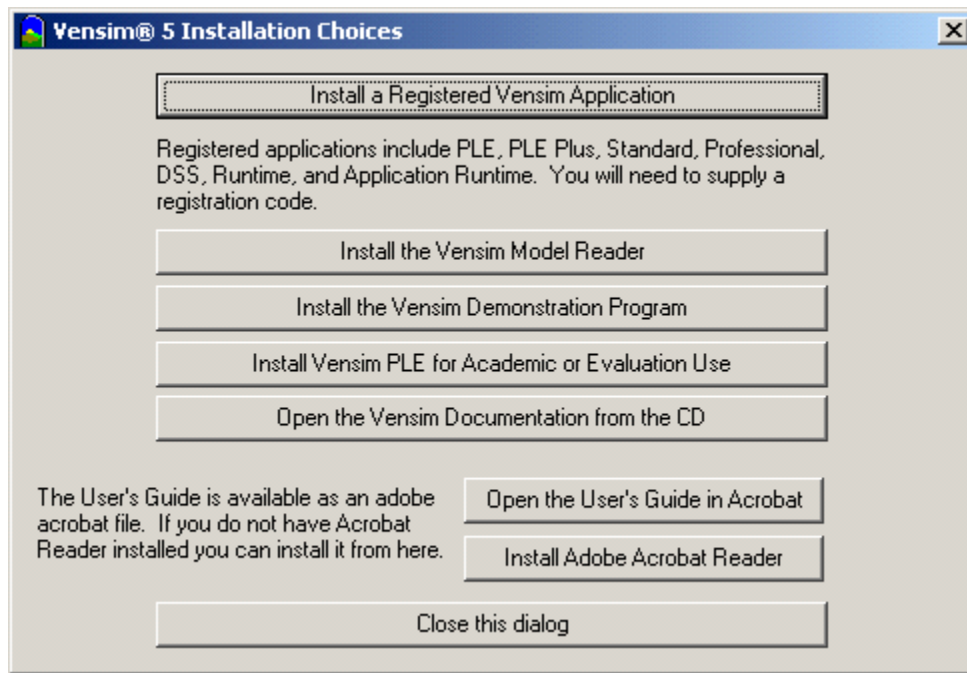 Vensim® 5 Installation Choices
Install a Registered Vensim Application
Registered applications include PLE, PLE Plus, Standard, Professional,
DSS, Runtime, and Application Runtime.  You will need to supply a
registration code.
Install the Vensim Model Reader
Install the Vensim Demonstration Program
Install Vensim PLE for Academic or Evaluation Use
Open the Vensim Documentation from the CD
The User's Guide is available as an adobe
acrobat file.  If you do not have Acrobat
Reader installed you can install it from here.
Open the User's Guide in Acrobat
Install Adobe Acrobat Reader
Close this dialog